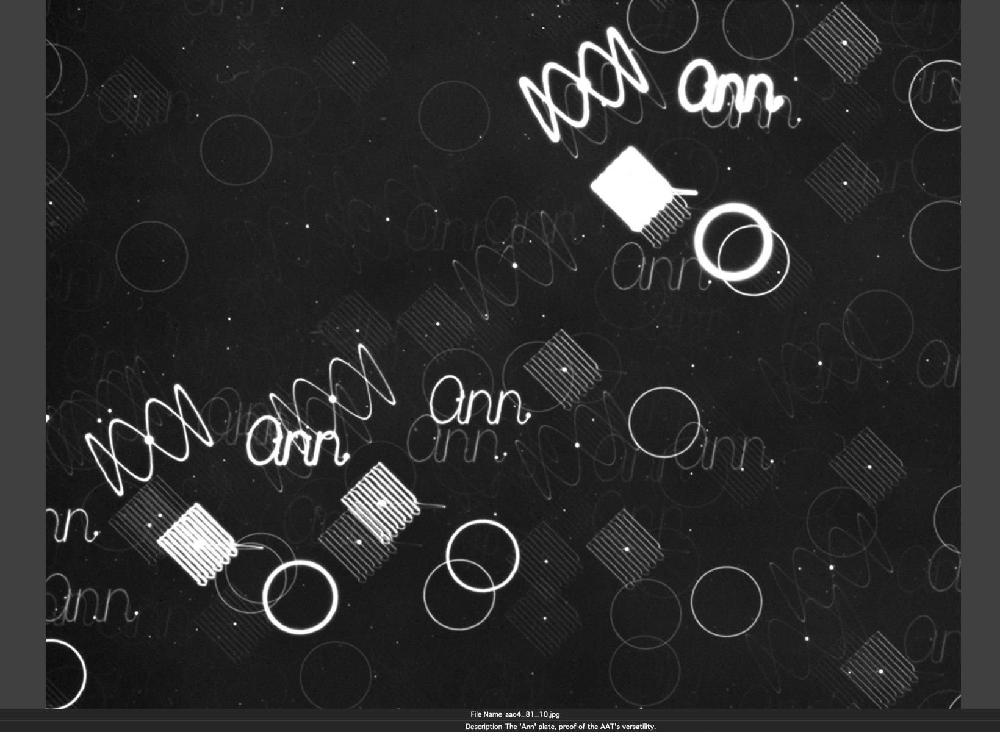 ann.
ann.
ann.
ann.
ann.
ann.
ann.
nn.
ann.
File Name aao4_81_10.jpg
Description The 'Ann' plate, proof of the AAT's versatility.